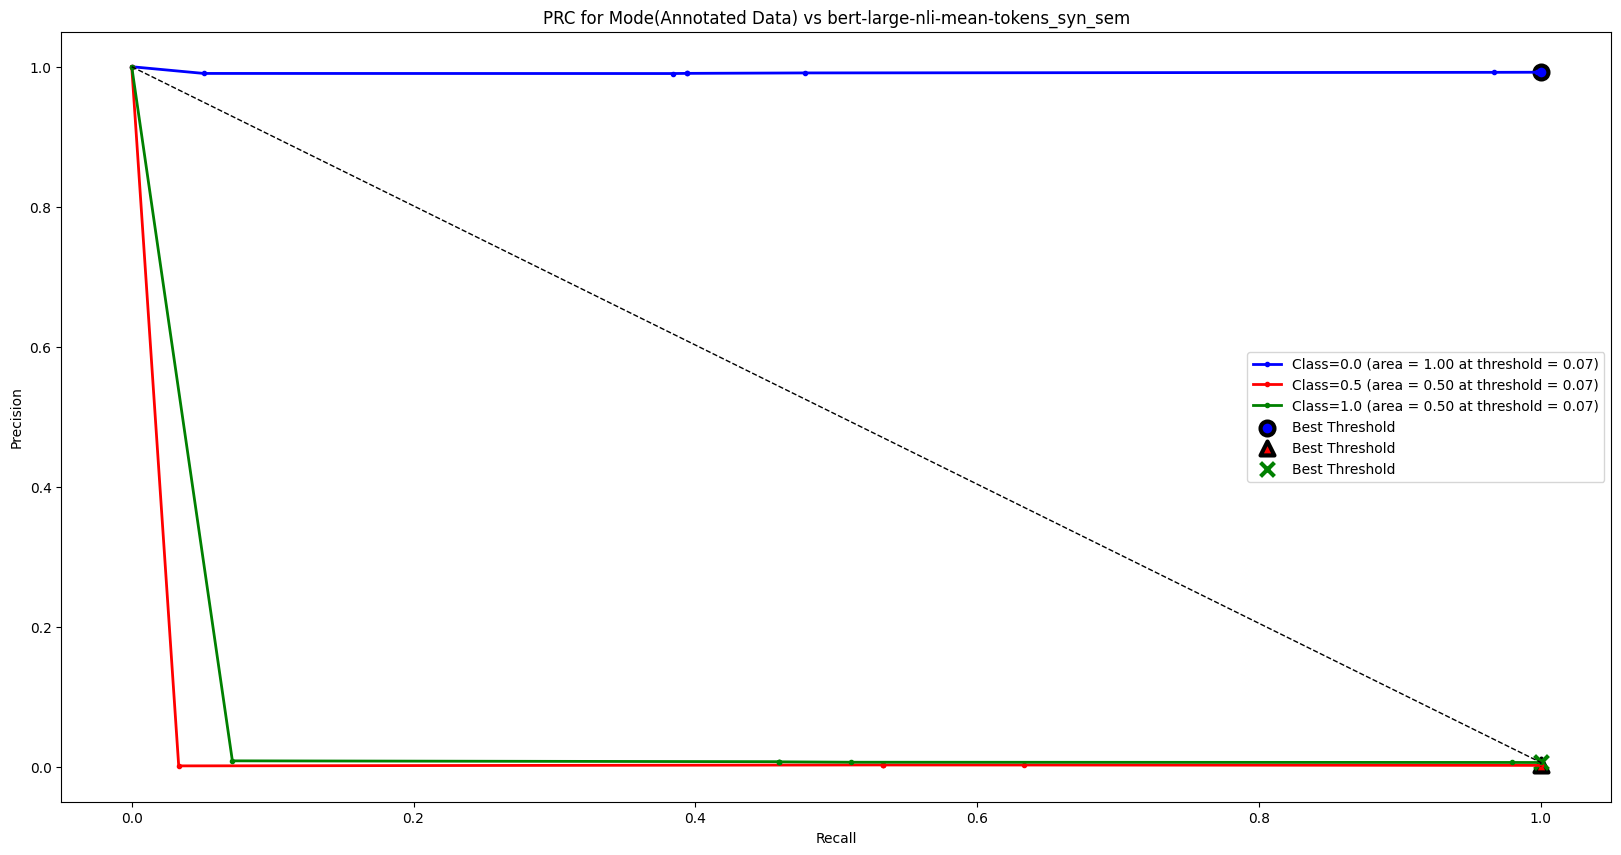 PRC for Mode(Annotated Data) vs bert-large-nli-mean-tokens_syn_sem
1.0
0.8
0.6
0.4
0.2
0.0
Precision
Class=0.0 (area = 1.00 at threshold = 0.07)
Class=0.5 (area = 0.50 at threshold = 0.07)
Class=1.0 (area = 0.50 at threshold = 0.07)
Best Threshold
Best Threshold
Best Threshold
0.0 0.2 0.4 0.6 0.8 1.0
Recall